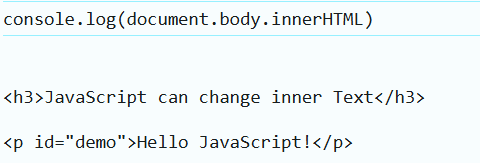 console.log(document.body.innerHTML)
<h3>JavaScript can change inner Text</h3>
<p id="demo">Hello JavaScript!</p>